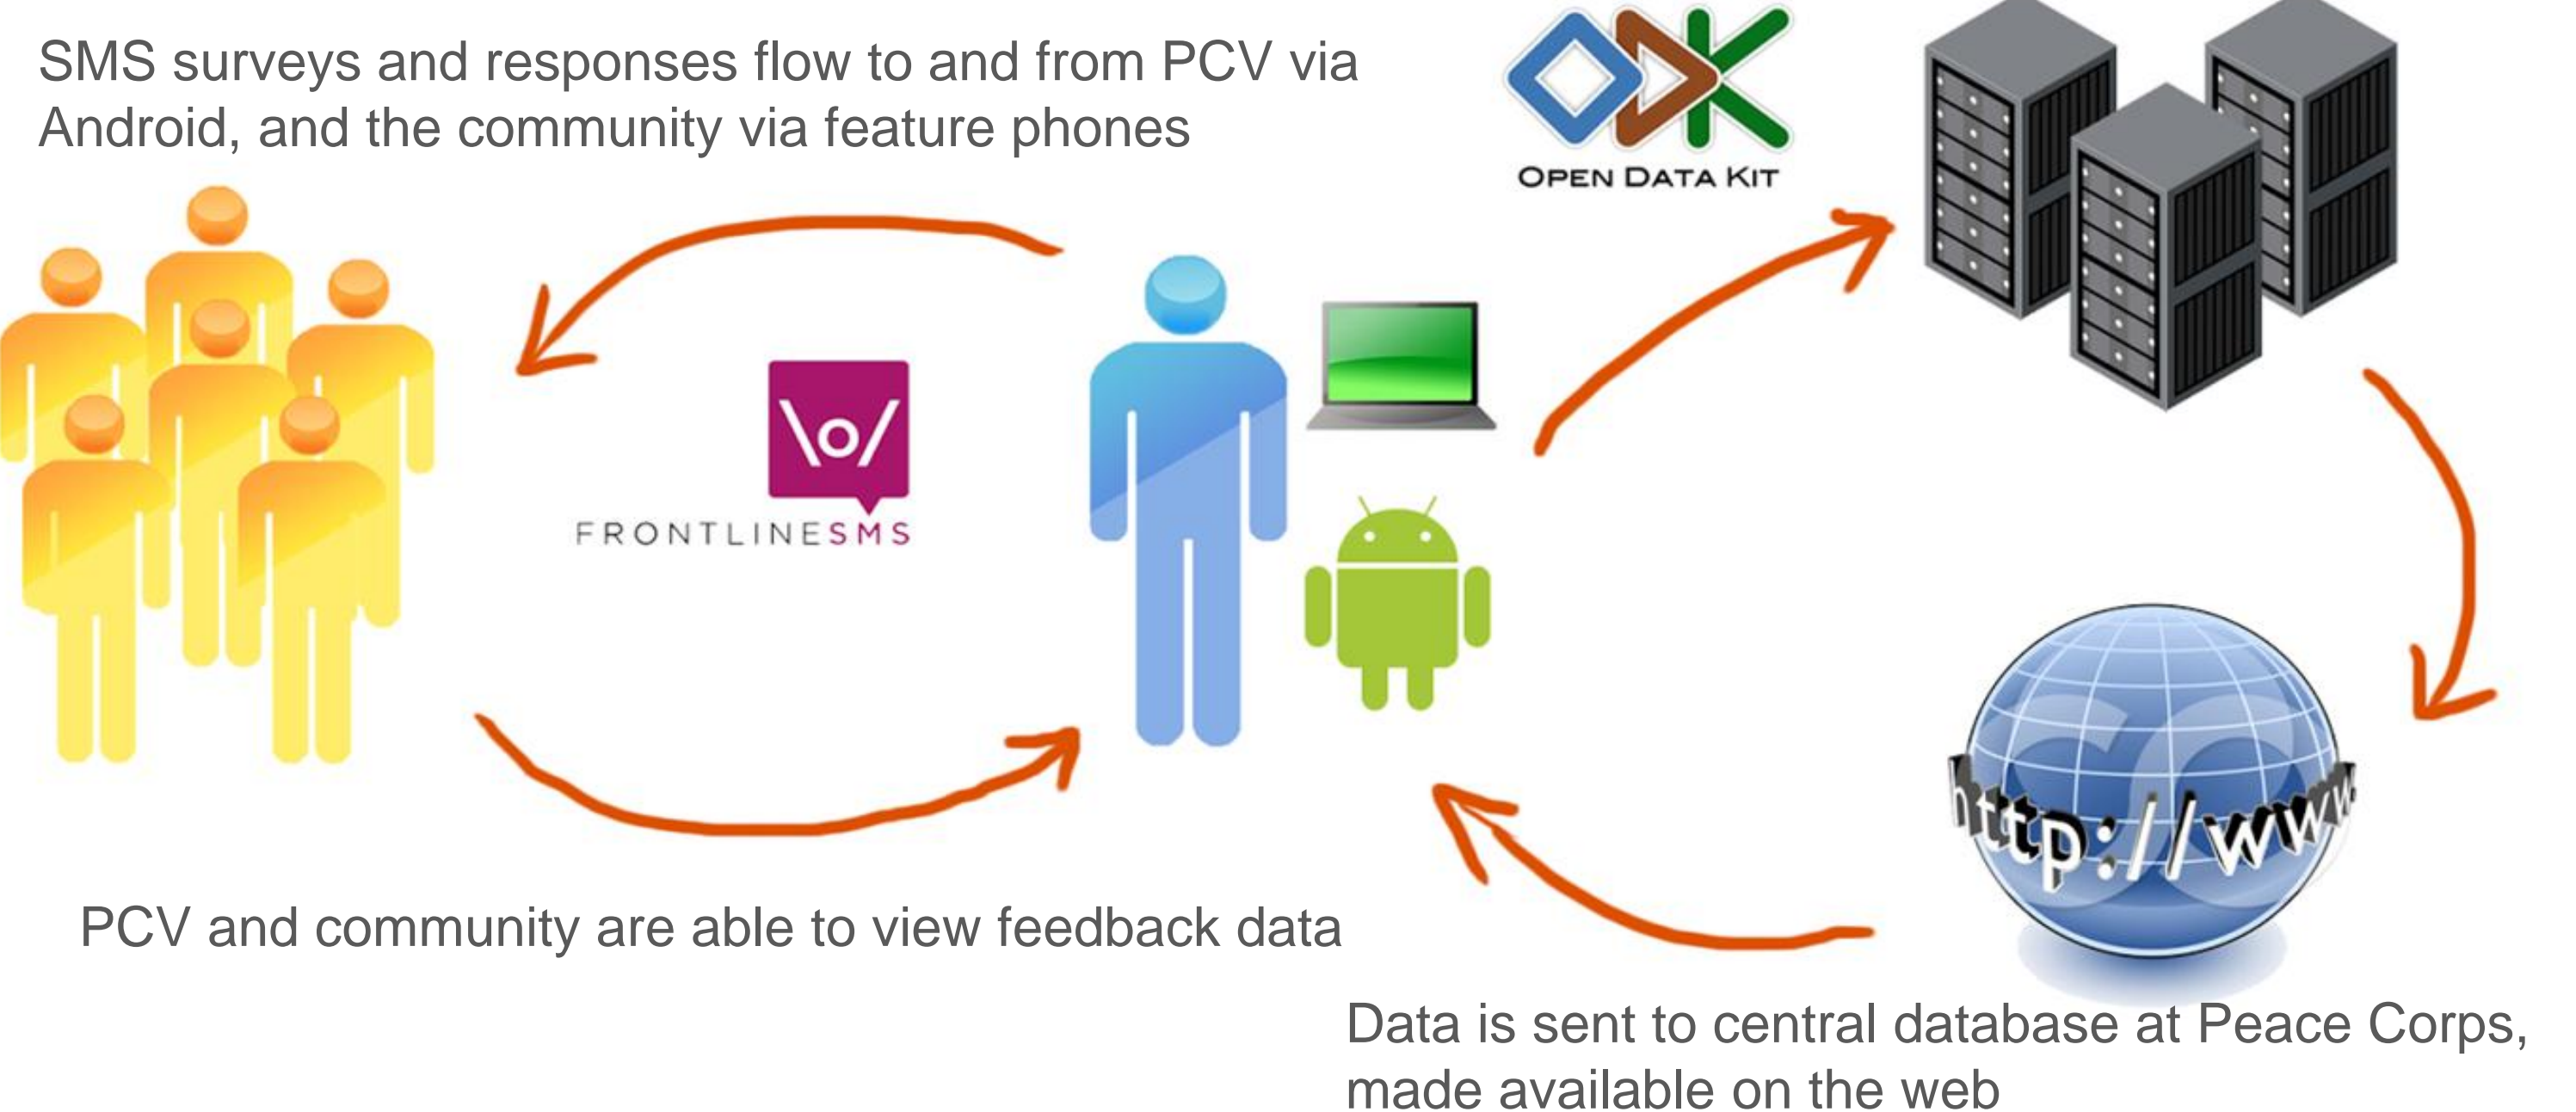 SMS surveys and responses flow to and from PCV via
Android, and the community via feature phones
ODK
OPEN DATA KIT
\o/
FRONTLINESMS
http://www.
PCV and community are able to view feedback data
Data is sent to central database at Peace Corps,
made available on the web